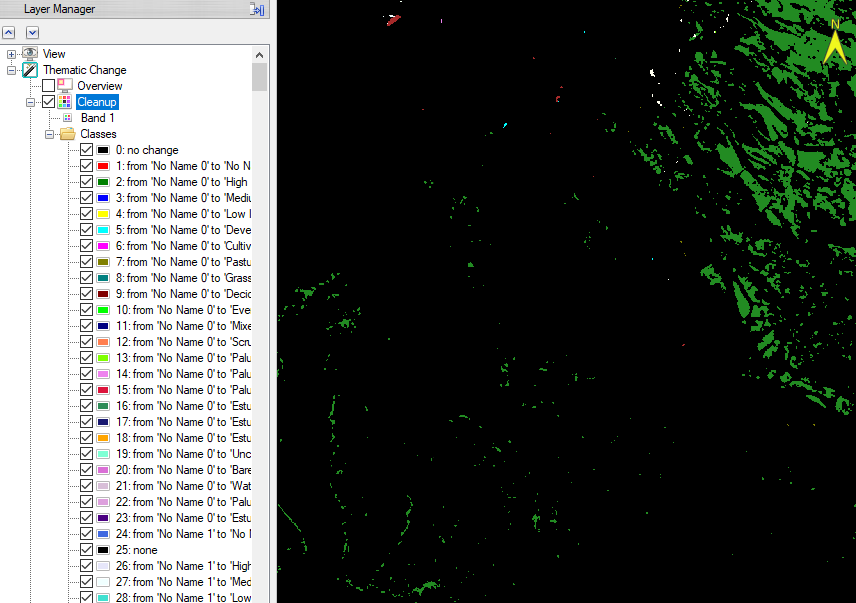 Layer Manager
N
View
Thematic Change
Overview
Cleanup
Band 1
Classes
0: no change
1: from 'No Name 0' to 'No N
2: from 'No Name 0' to 'High
3: from 'No Name 0' to 'Mediu
4: from 'No Name 0' to 'Low I
5: from 'No Name 0' to 'Deve
6: from 'No Name 0' to 'Cultiv
7: from 'No Name 0' to 'Pastu
8: from 'No Name 0' to 'Grass
9: from 'No Name 0' to 'Decid
10: from 'No Name 0' to 'Eve
11: from 'No Name 0' to 'Mixe
12: from 'No Name 0' to 'Scru
13: from 'No Name 0' to 'Palu
14: from 'No Name 0' to 'Palu
15: from 'No Name 0' to 'Palu
16: from 'No Name 0' to 'Estu
17: from 'No Name 0' to 'Estu
18: from 'No Name 0' to 'Estu
19: from 'No Name 0' to 'Unc
20: from 'No Name 0' to 'Bare
21: from 'No Name 0' to 'Wat
22: from 'No Name 0' to 'Palu
23: from 'No Name 0' to 'Estu
24: from 'No Name 1' to 'No I
25: none
26: from 'No Name 1' to 'High
27: from 'No Name 1' to 'Med
28: from 'No Name 1' to 'Low